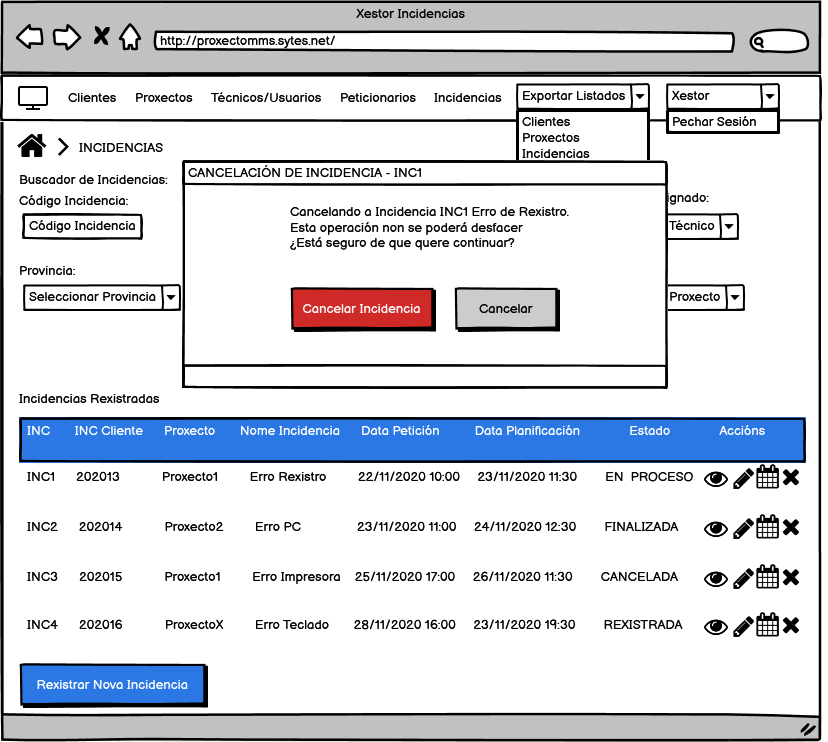 Xestor Incidencias
http://proxectomms.sytes.net/
Clientes Proxectos Técnicos/Usuarios Peticionarios Incidencias Exportar Listados Xestor
Clientes
Proxectos
Incidencias
Pechar Sesión
INCIDENCIAS
CANCELACIÓN DE INCIDENCIA - INC1
Buscador de Incidencias:
Código Incidencia:
ignado:
Código Incidencia
Técnico
Cancelando a Incidencia INC1 Erro de Rexistro.
Esta operación non se poderá desfacer
¿Está seguro de que quere continuar?
Provincia:
Seleccionar Provincia
Proxecto
Cancelar Incidencia
Cancelar
Incidencias Rexistradas
INC INC Cliente Proxecto Nome Incidencia Data Petición Data Planificación Estado Accións
INC1 202013 Proxecto1 Erro Rexistro 22/11/2020 10:00 23/11/2020 11:30 EN PROCESO
INC2 202014 Proxecto2 Erro PC 23/11/2020 11:00 24/11/2020 12:30 FINALIZADA
INC3 202015 Proxecto1 Erro Impresora 25/11/2020 17:00 26/11/2020 11:30 CANCELADA
INC4 202016 ProxectoX Erro Teclado 28/11/2020 16:00 23/11/2020 19:30 REXISTRADA
Rexistrar Nova Incidencia